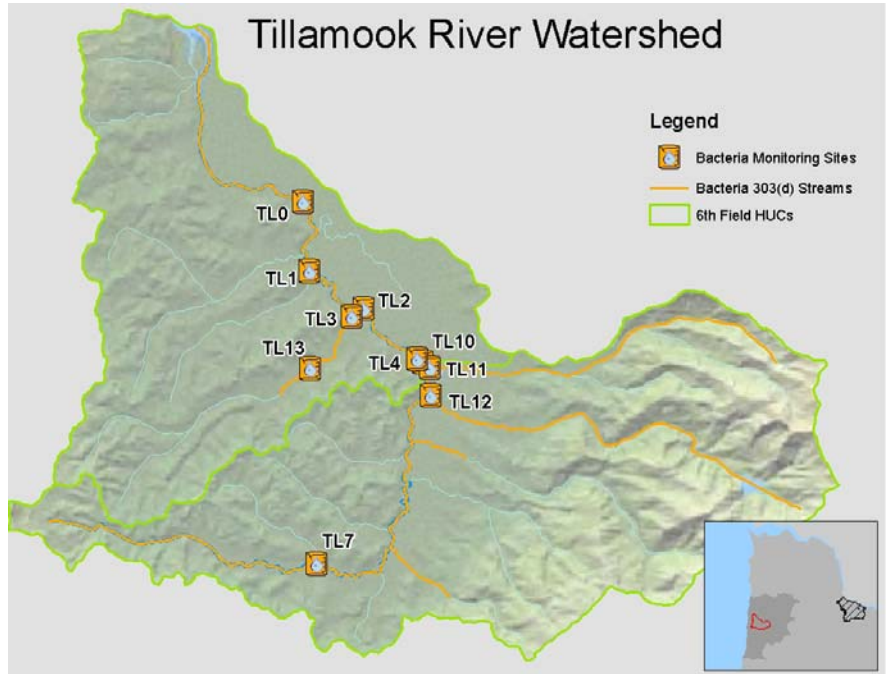 Tillamook River Watershed
Legend
Bacteria Monitoring Sites
Bacteria 303(d) Streams
6th Field HUCs
TL0
TL1
TL2
TL3
TL10
TL13
TL4
TL11
TL12
TL7